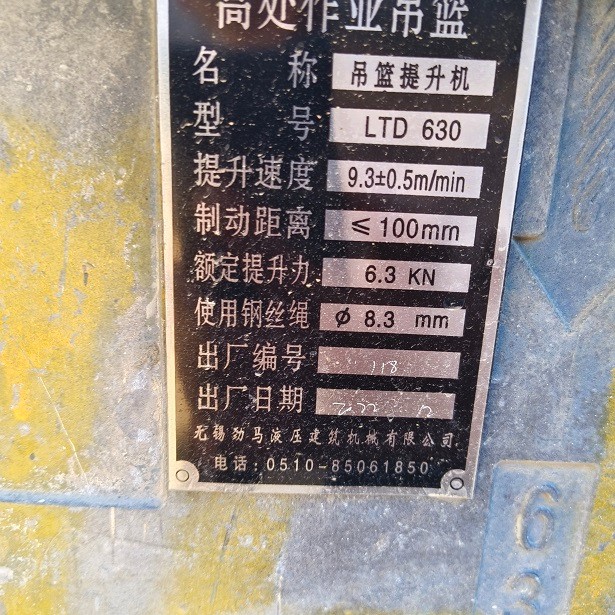 高处作业吊篮
名称 吊篮提升机
型号 LTD 630
提升速度 9.3±0.5m/min
制动距离 ≤100mm
额定提升力 6.3 KN
使用钢丝绳 φ 8.3 mm
出厂编号 118
出厂日期
无锡劲马液压建筑机械有限公司
电话:0510-85061850
6
3